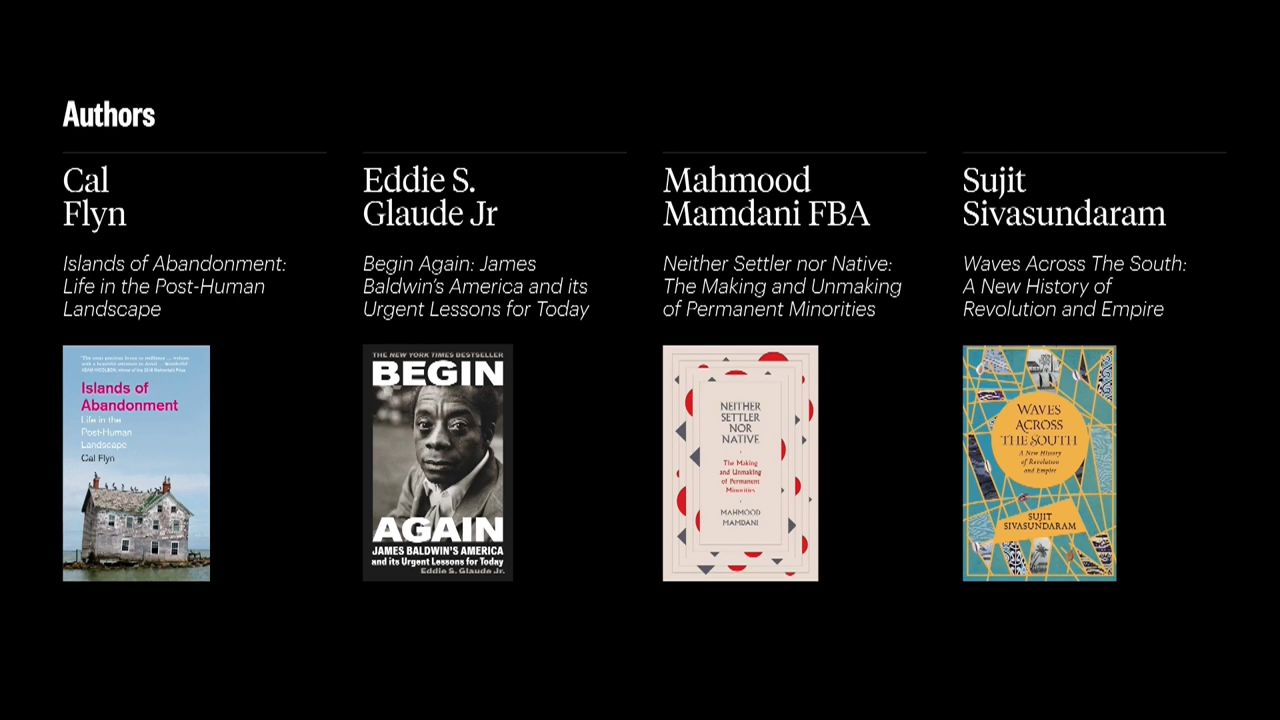 Authors
Cal
Flyn
Islands of Abandonment:
Life in the Post-Human
Landscape
Eddie S.
Glaude Jr
Begin Again: James
Baldwin’s America and its
Urgent Lessons for Today
Mahmood
Mamdani FBA
Neither Settler nor Native:
The Making and Unmaking
of Permanent Minorities
Sujit
Sivasundaram
Waves Across The South:
A New History of
Revolution and Empire
Islands of
Abandonment
Life in the
Post-Human
Landscape
Cal Flyn
THE NEW YORK TIMES BESTSELLER
BEGIN
AGAIN
JAMES BALDWIN'S AMERICA
and its Urgent Lessons for Today
Eddie S. Glaude Jr.
NEITHER
SETTLER
NOR
NATIVE
The Making
and Unmaking
of Permanent
Minorities
MAHMOOD
MAMDANI
WAVES
ACROSS
THE SOUTH
A New History
of Revolution
and Empire
SUJIT
SIVASUNDARAM